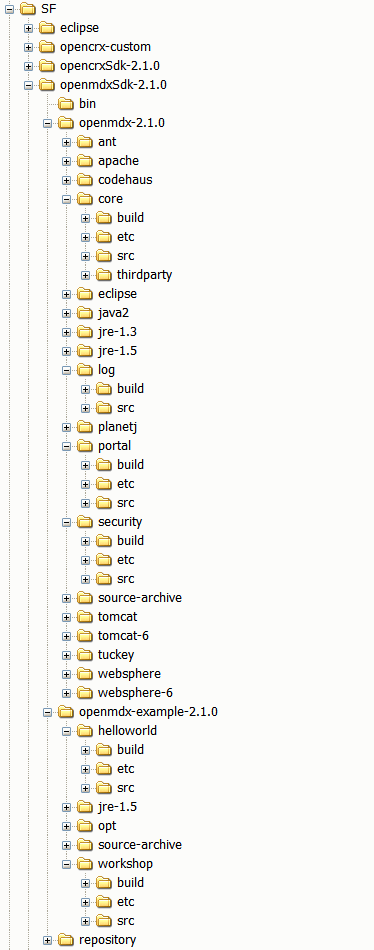 SF
eclipse
opencrx-custom
opencrxSdk-2.1.0
openmdxSdk-2.1.0
bin
openmdx-2.1.0
ant
apache
codehaus
core
build
etc
src
thirdparty
eclipse
java2
jre-1.3
jre-1.5
log
build
src
planetj
portal
build
etc
src
security
build
etc
src
source-archive
tomcat
tomcat-6
tuckey
websphere
websphere-6
openmdx-example-2.1.0
helloworld
build
etc
src
jre-1.5
opt
source-archive
workshop
build
etc
src
repository